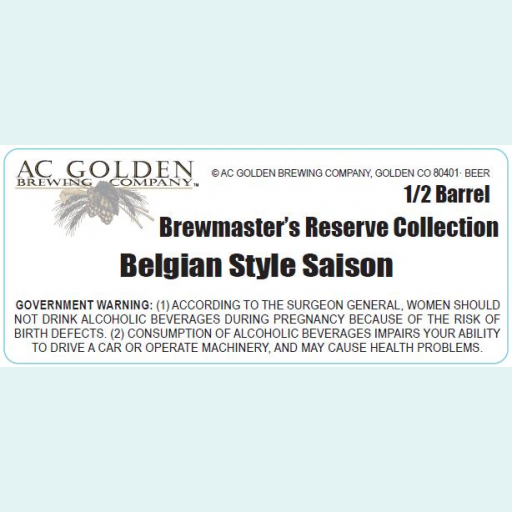 AC GOLDEN
BREWING COMPANY™
© AC GOLDEN BREWING COMPANY, GOLDEN CO 80401· BEER
1/2 Barrel
Brewmaster's Reserve Collection
Belgian Style Saison
GOVERNMENT WARNING: (1) ACCORDING TO THE SURGEON GENERAL, WOMEN SHOULD
NOT DRINK ALCOHOLIC BEVERAGES DURING PREGNANCY BECAUSE OF THE RISK OF
BIRTH DEFECTS. (2) CONSUMPTION OF ALCOHOLIC BEVERAGES IMPAIRS YOUR ABILITY
TO DRIVE A CAR OR OPERATE MACHINERY, AND MAY CAUSE HEALTH PROBLEMS.